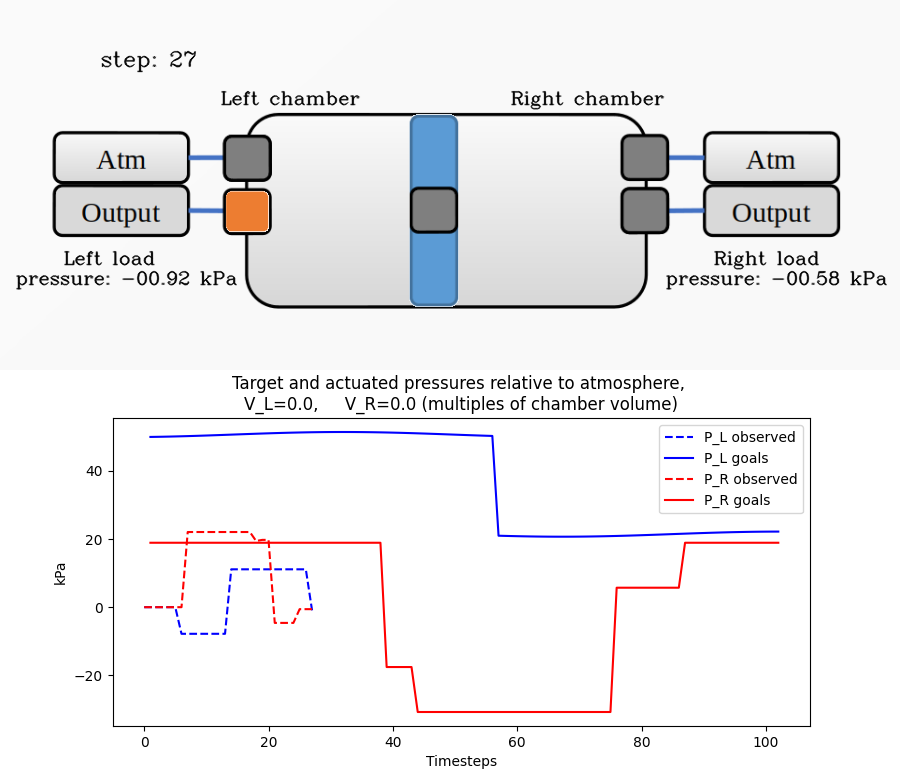 step: 27
Left chamber
Right chamber
Atm
Atm
Output
Output
Left load
pressure: -00.92 kPa
Right load
pressure: -00.58 kPa
Target and actuated pressures relative to atmosphere,
V_L=0.0,     V_R=0.0 (multiples of chamber volume)
P_L observed
P_L goals
P_R observed
P_R goals
kPa
40
20
0
−20
0 20 40 60 80 100
Timesteps